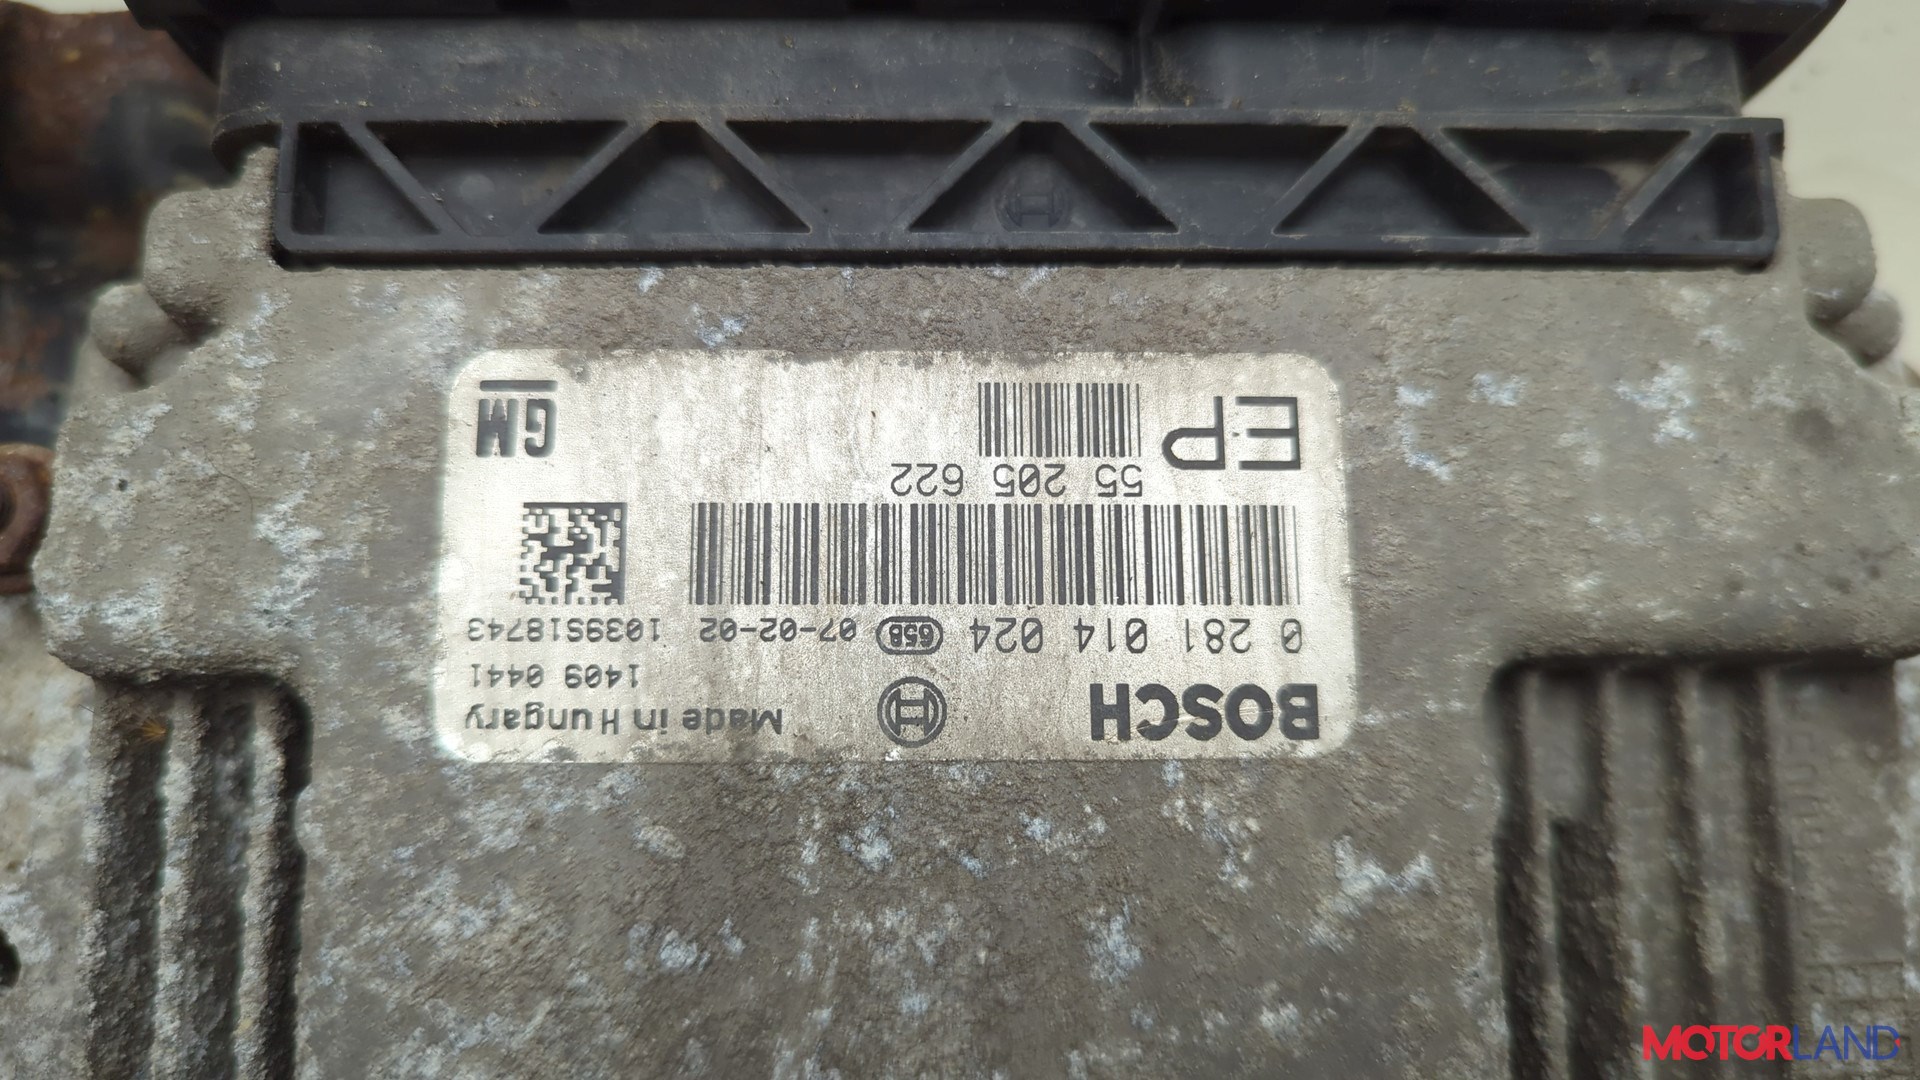 BOSCH Made in Hungary
1409 0441
0 281 014 024 65B 07-02-02 1039S18743
55 205 622
EP GM
MOTORLAND